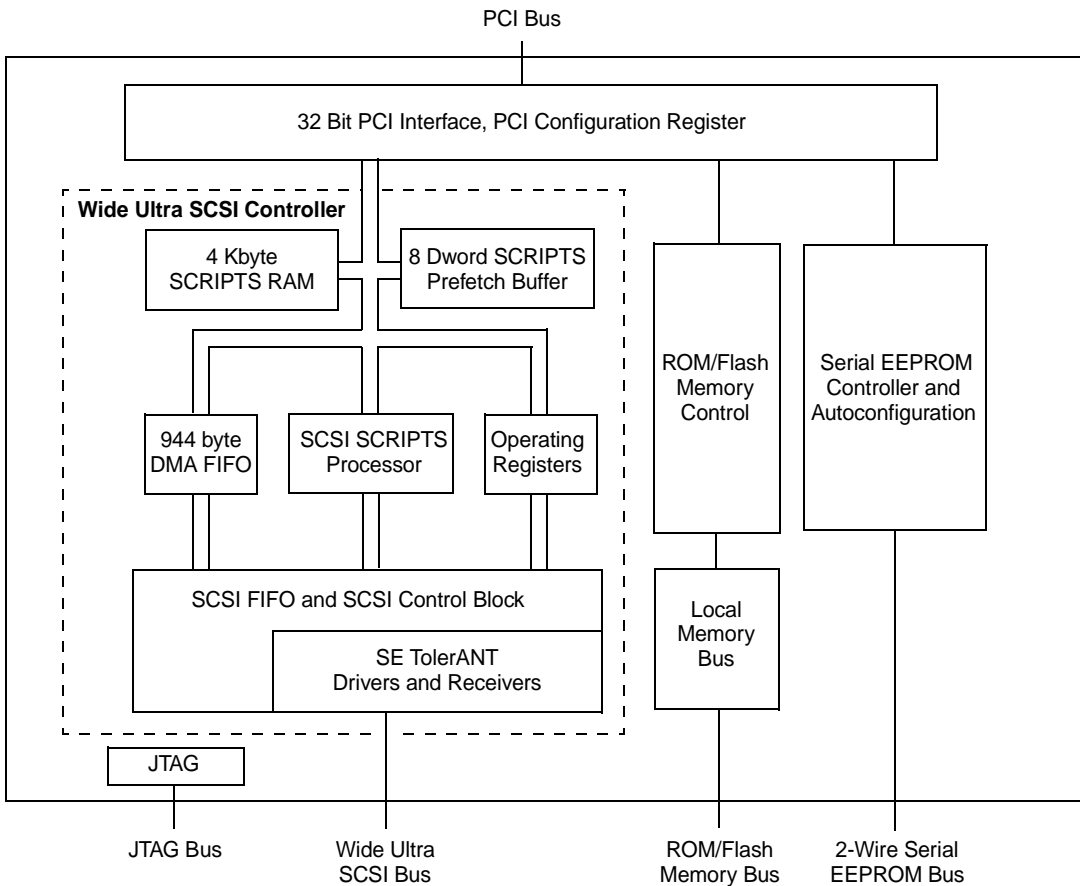 PCI Bus
32 Bit PCI Interface, PCI Configuration Register
Wide Ultra SCSI Controller
4 Kbyte
SCRIPTS RAM
8 Dword SCRIPTS
Prefetch Buffer
ROM/Flash
Memory
Control
Serial EEPROM
Controller and
Autoconfiguration
944 byte
DMA FIFO
SCSI SCRIPTS
Processor
Operating
Registers
SCSI FIFO and SCSI Control Block
SE TolerANT
Drivers and Receivers
Local
Memory
Bus
JTAG
JTAG Bus
Wide Ultra
SCSI Bus
ROM/Flash
Memory Bus
2-Wire Serial
EEPROM Bus